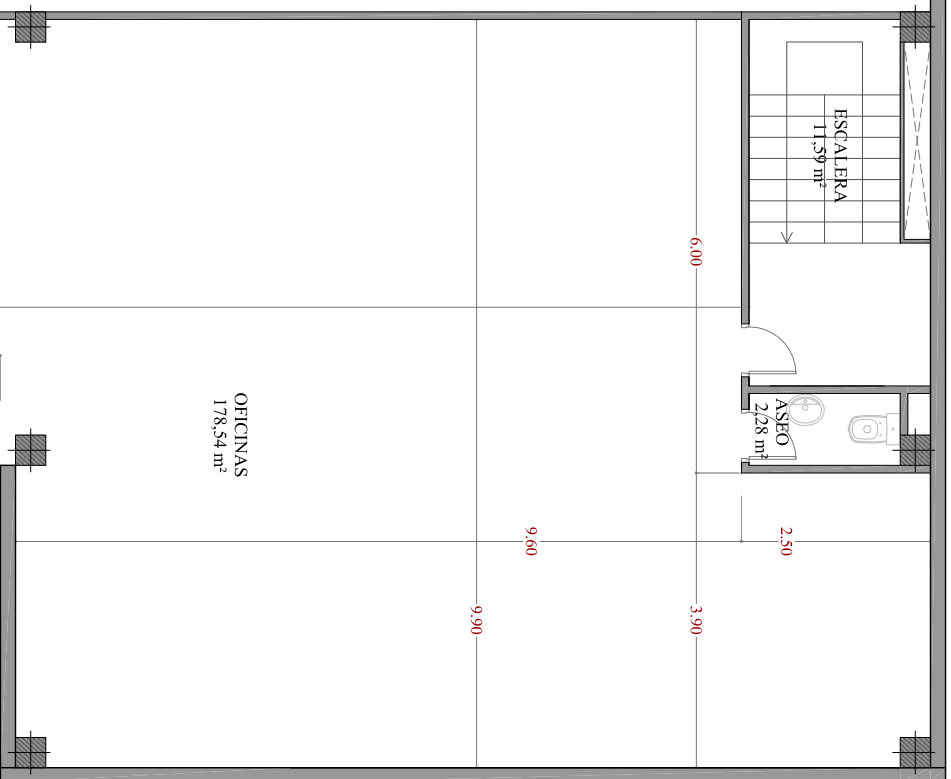 ESCALERA
11,59 m²
6.00
OFICINAS
178,54 m²
ASEO
2,28 m²
9.60
2.50
9.90
3.90